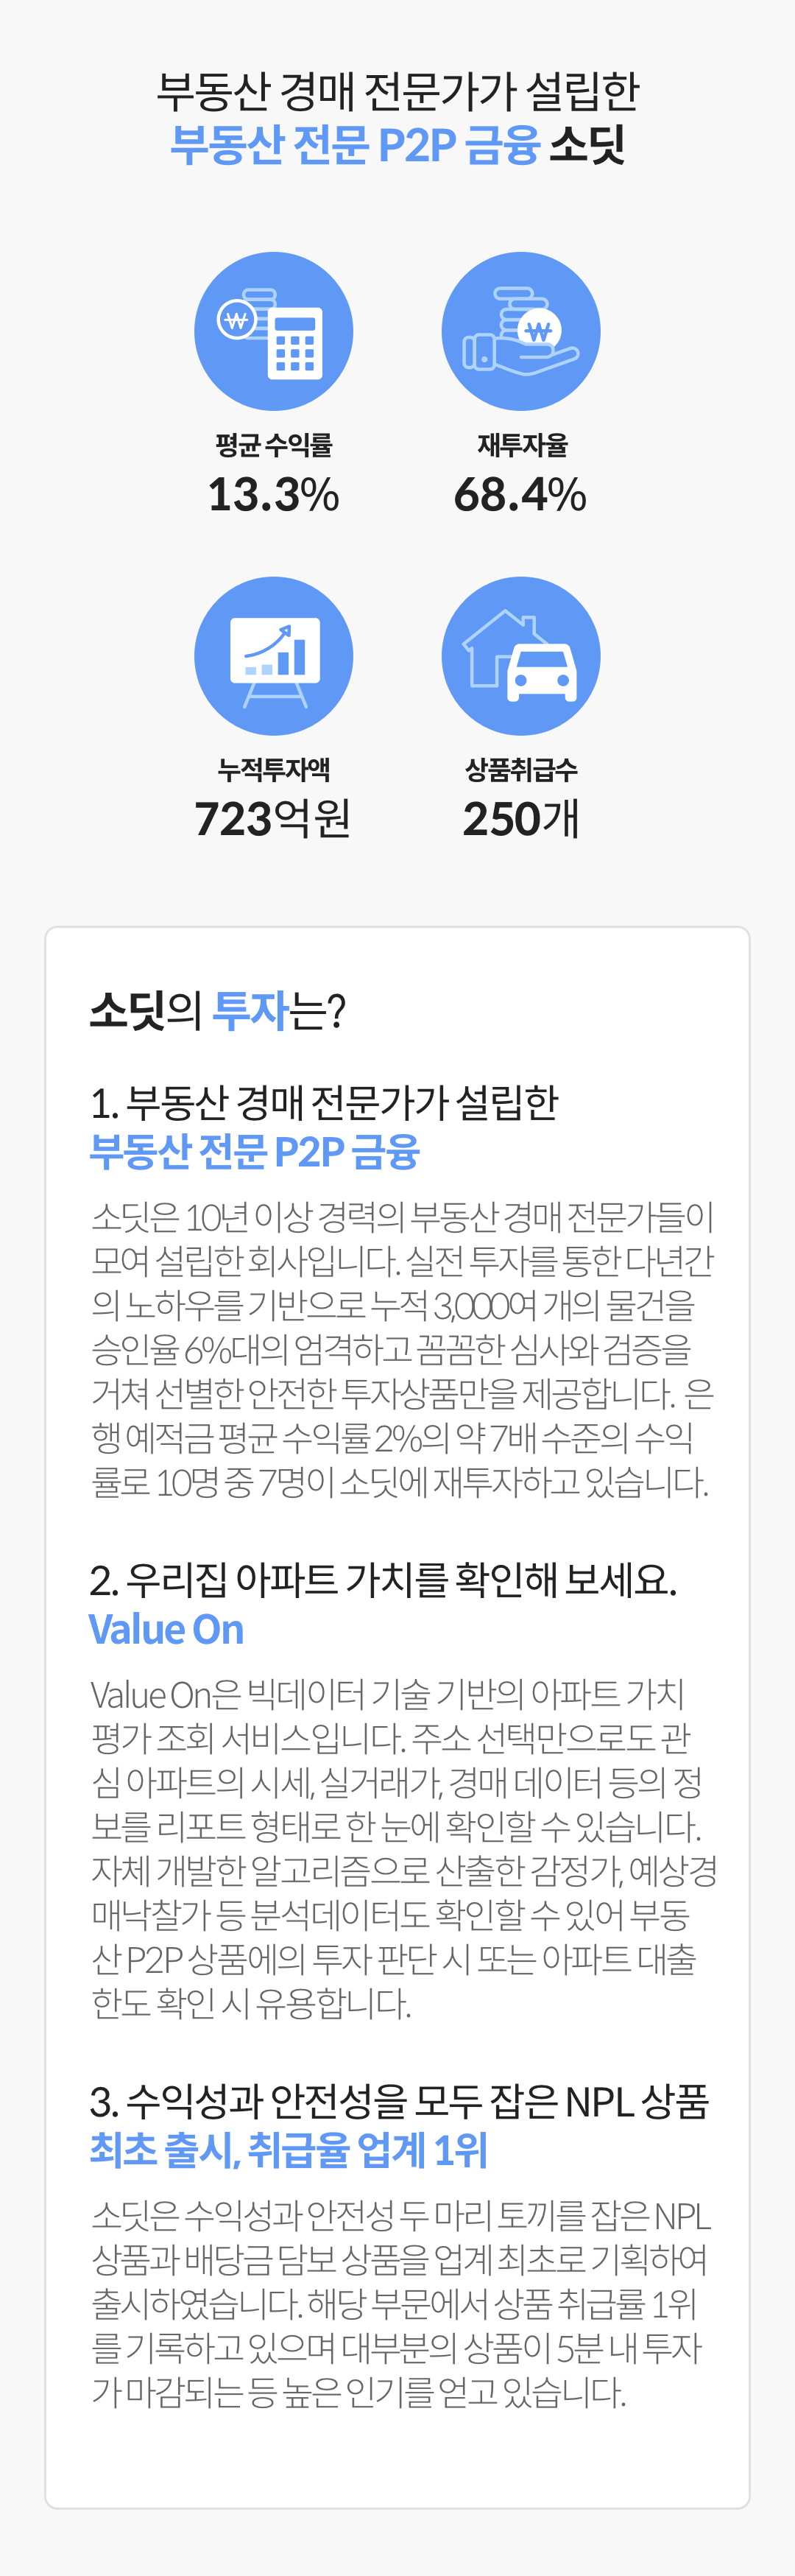 부동산 경매 전문가가 설립한
부동산 전문 P2P 금융 소딧
₩
₩
평균 수익률
재투자율
13.3%
68.4%
누적투자액
상품취급수
723억원
250개
소딧의 투자는?
1. 부동산 경매 전문가가 설립한
부동산 전문 P2P 금융
소딧은 10년 이상 경력의 부동산 경매 전문가들이
모여 설립한 회사입니다. 실전 투자를 통한 다년간
의 노하우를 기반으로 누적 3,000여 개의 물건을
승인율 6%대의 엄격하고 꼼꼼한 심사와 검증을
거쳐 선별한 안전한 투자상품만을 제공합니다. 은
행 예적금 평균 수익률 2%의 약 7배 수준의 수익
률로 10명 중 7명이 소딧에 재투자하고 있습니다.
2. 우리집 아파트 가치를 확인해 보세요.
Value On
Value On은 빅데이터 기술 기반의 아파트 가치
평가 조회 서비스입니다. 주소 선택만으로도 관
심 아파트의 시세, 실거래가, 경매 데이터 등의 정
보를 리포트 형태로 한 눈에 확인할 수 있습니다.
자체 개발한 알고리즘으로 산출한 감정가, 예상경
매낙찰가 등 분석데이터도 확인할 수 있어 부동
산 P2P 상품에의 투자 판단 시 또는 아파트 대출
한도 확인 시 유용합니다.
3. 수익성과 안전성을 모두 잡은 NPL 상품
최초 출시, 취급율 업계 1위
소딧은 수익성과 안전성 두 마리 토끼를 잡은 NPL
상품과 배당금 담보 상품을 업계 최초로 기획하여
출시하였습니다. 해당 부문에서 상품 취급률 1위
를 기록하고 있으며 대부분의 상품이 5분 내 투자
가 마감되는 등 높은 인기를 얻고 있습니다.